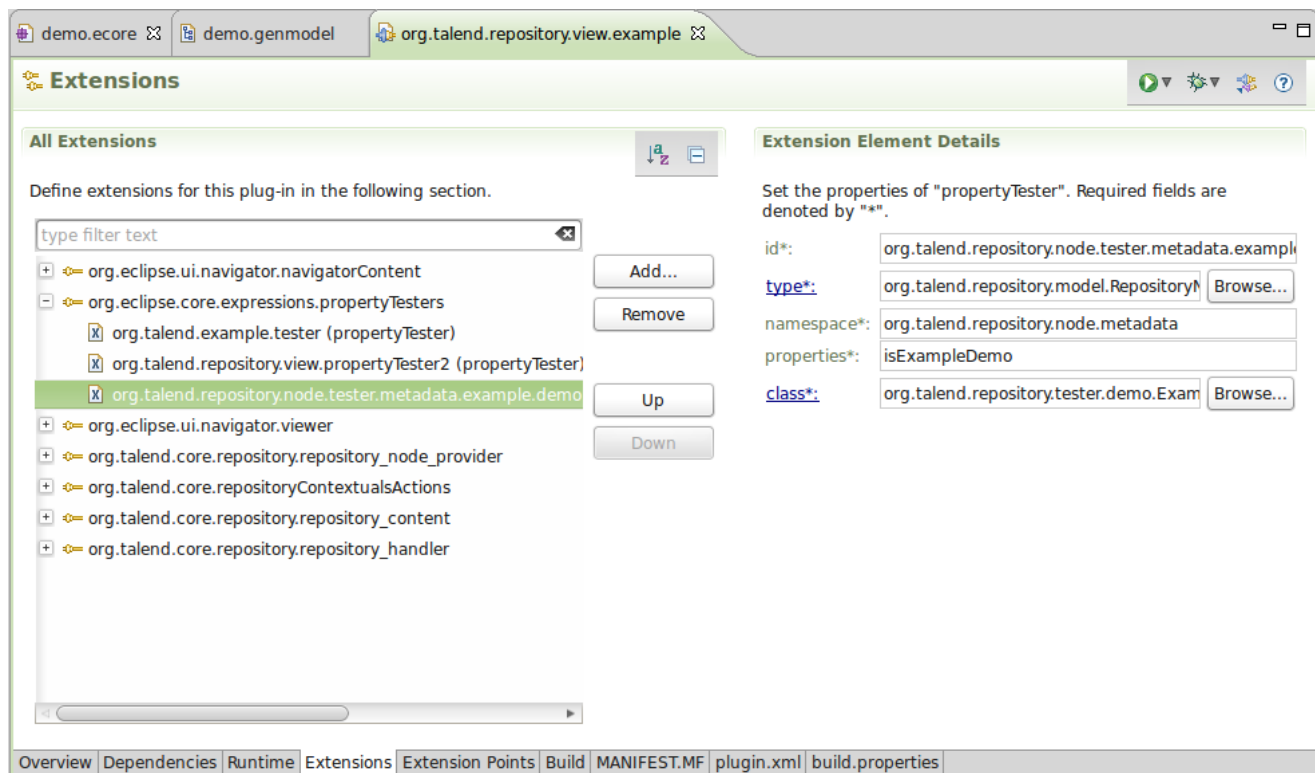 demo.ecore
demo.genmodel
org.talend.repository.view.example
Extensions
All Extensions
Define extensions for this plug-in in the following section.
type filter text
org.eclipse.ui.navigator.navigatorContent
org.eclipse.core.expressions.propertyTesters
org.talend.example.tester (propertyTester)
org.talend.repository.view.propertyTester2 (propertyTester)
org.talend.repository.node.tester.metadata.example.demo
org.eclipse.ui.navigator.viewer
org.talend.core.repository.repository_node_provider
org.talend.core.repositoryContextualsActions
org.talend.core.repository.repository_content
org.talend.core.repository.repository_handler
Add...
Remove
Up
Down
Extension Element Details
Set the properties of "propertyTester". Required fields are
denoted by "*".
id*: org.talend.repository.node.tester.metadata.exampl
type*: org.talend.repository.model.RepositoryN Browse...
namespace*: org.talend.repository.node.metadata
properties*: isExampleDemo
class*: org.talend.repository.tester.demo.Exam Browse...
Overview Dependencies Runtime Extensions Extension Points Build MANIFEST.MF plugin.xml build.properties